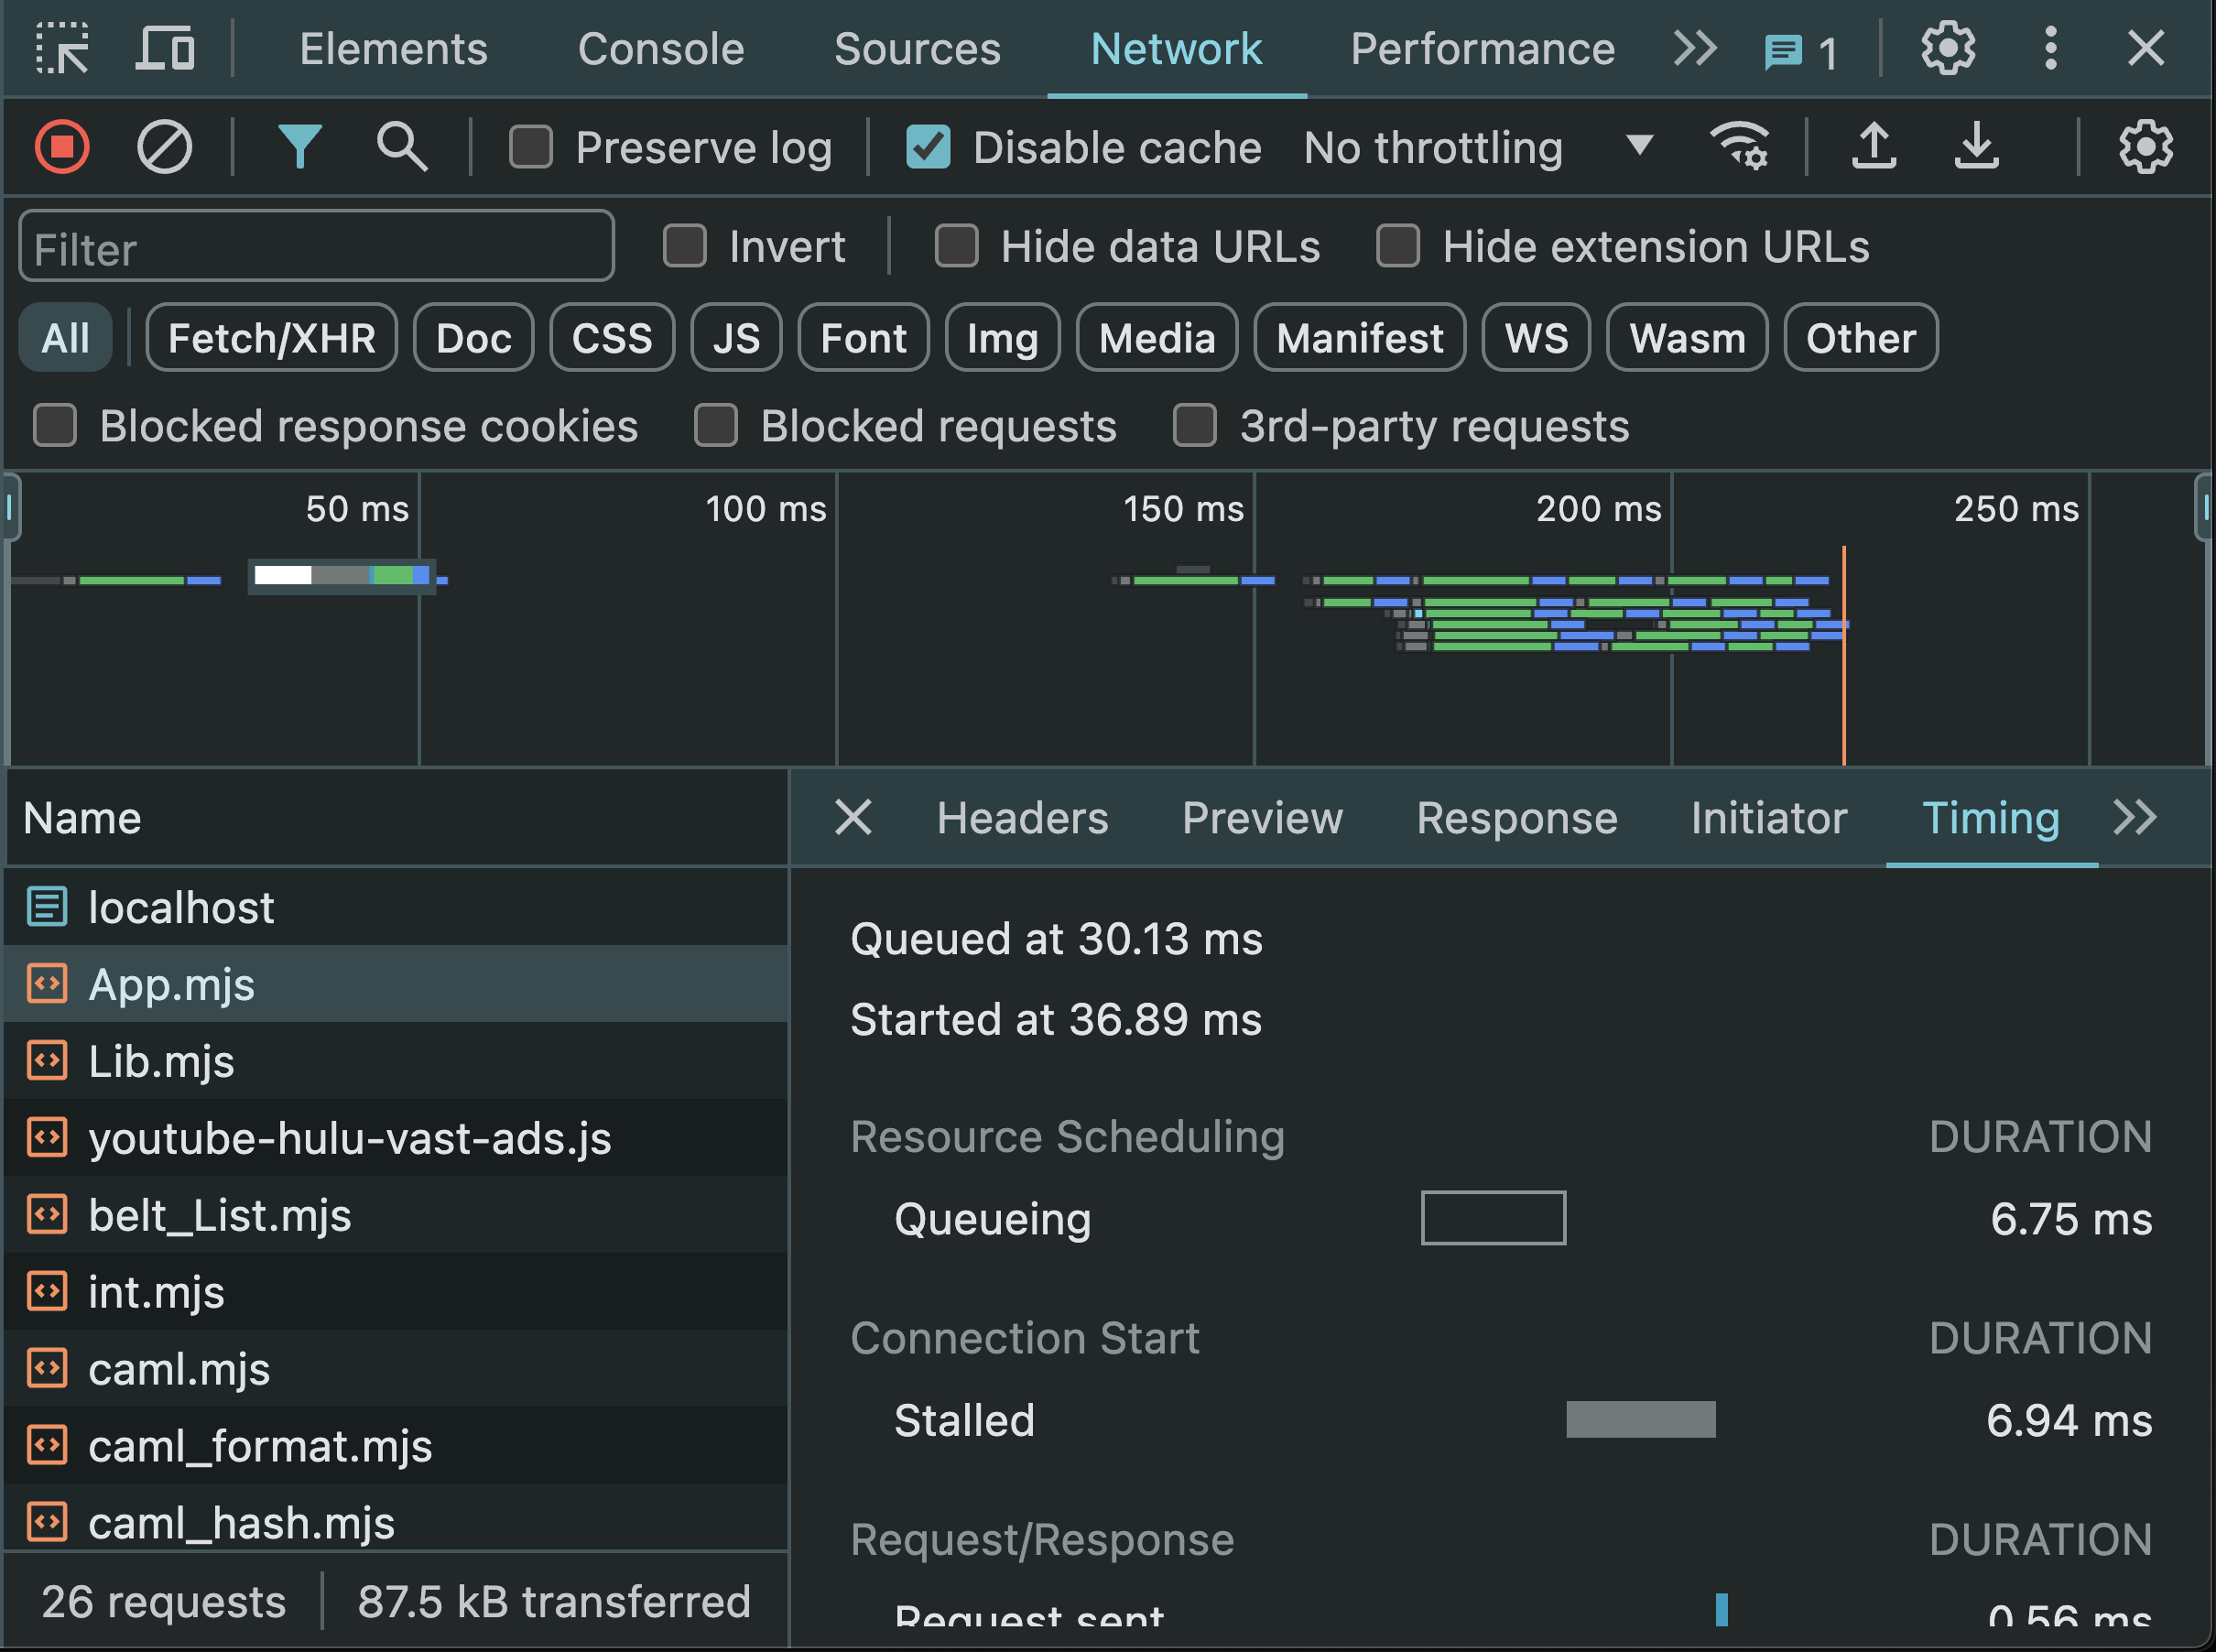 Elements Console Sources Network Performance 1
Preserve log Disable cache No throttling
Filter Invert Hide data URLs Hide extension URLs
All Fetch/XHR Doc CSS JS Font Img Media Manifest WS Wasm Other
Blocked response cookies Blocked requests 3rd-party requests
50 ms 100 ms 150 ms 200 ms 250 ms
Name
localhost
App.mjs
Lib.mjs
youtube-hulu-vast-ads.js
belt_List.mjs
int.mjs
caml.mjs
caml_format.mjs
caml_hash.mjs
26 requests 87.5 kB transferred
Headers Preview Response Initiator Timing
Queued at 30.13 ms
Started at 36.89 ms
Resource Scheduling DURATION
Queueing 6.75 ms
Connection Start DURATION
Stalled 6.94 ms
Request/Response DURATION
Request sent 0.56 ms